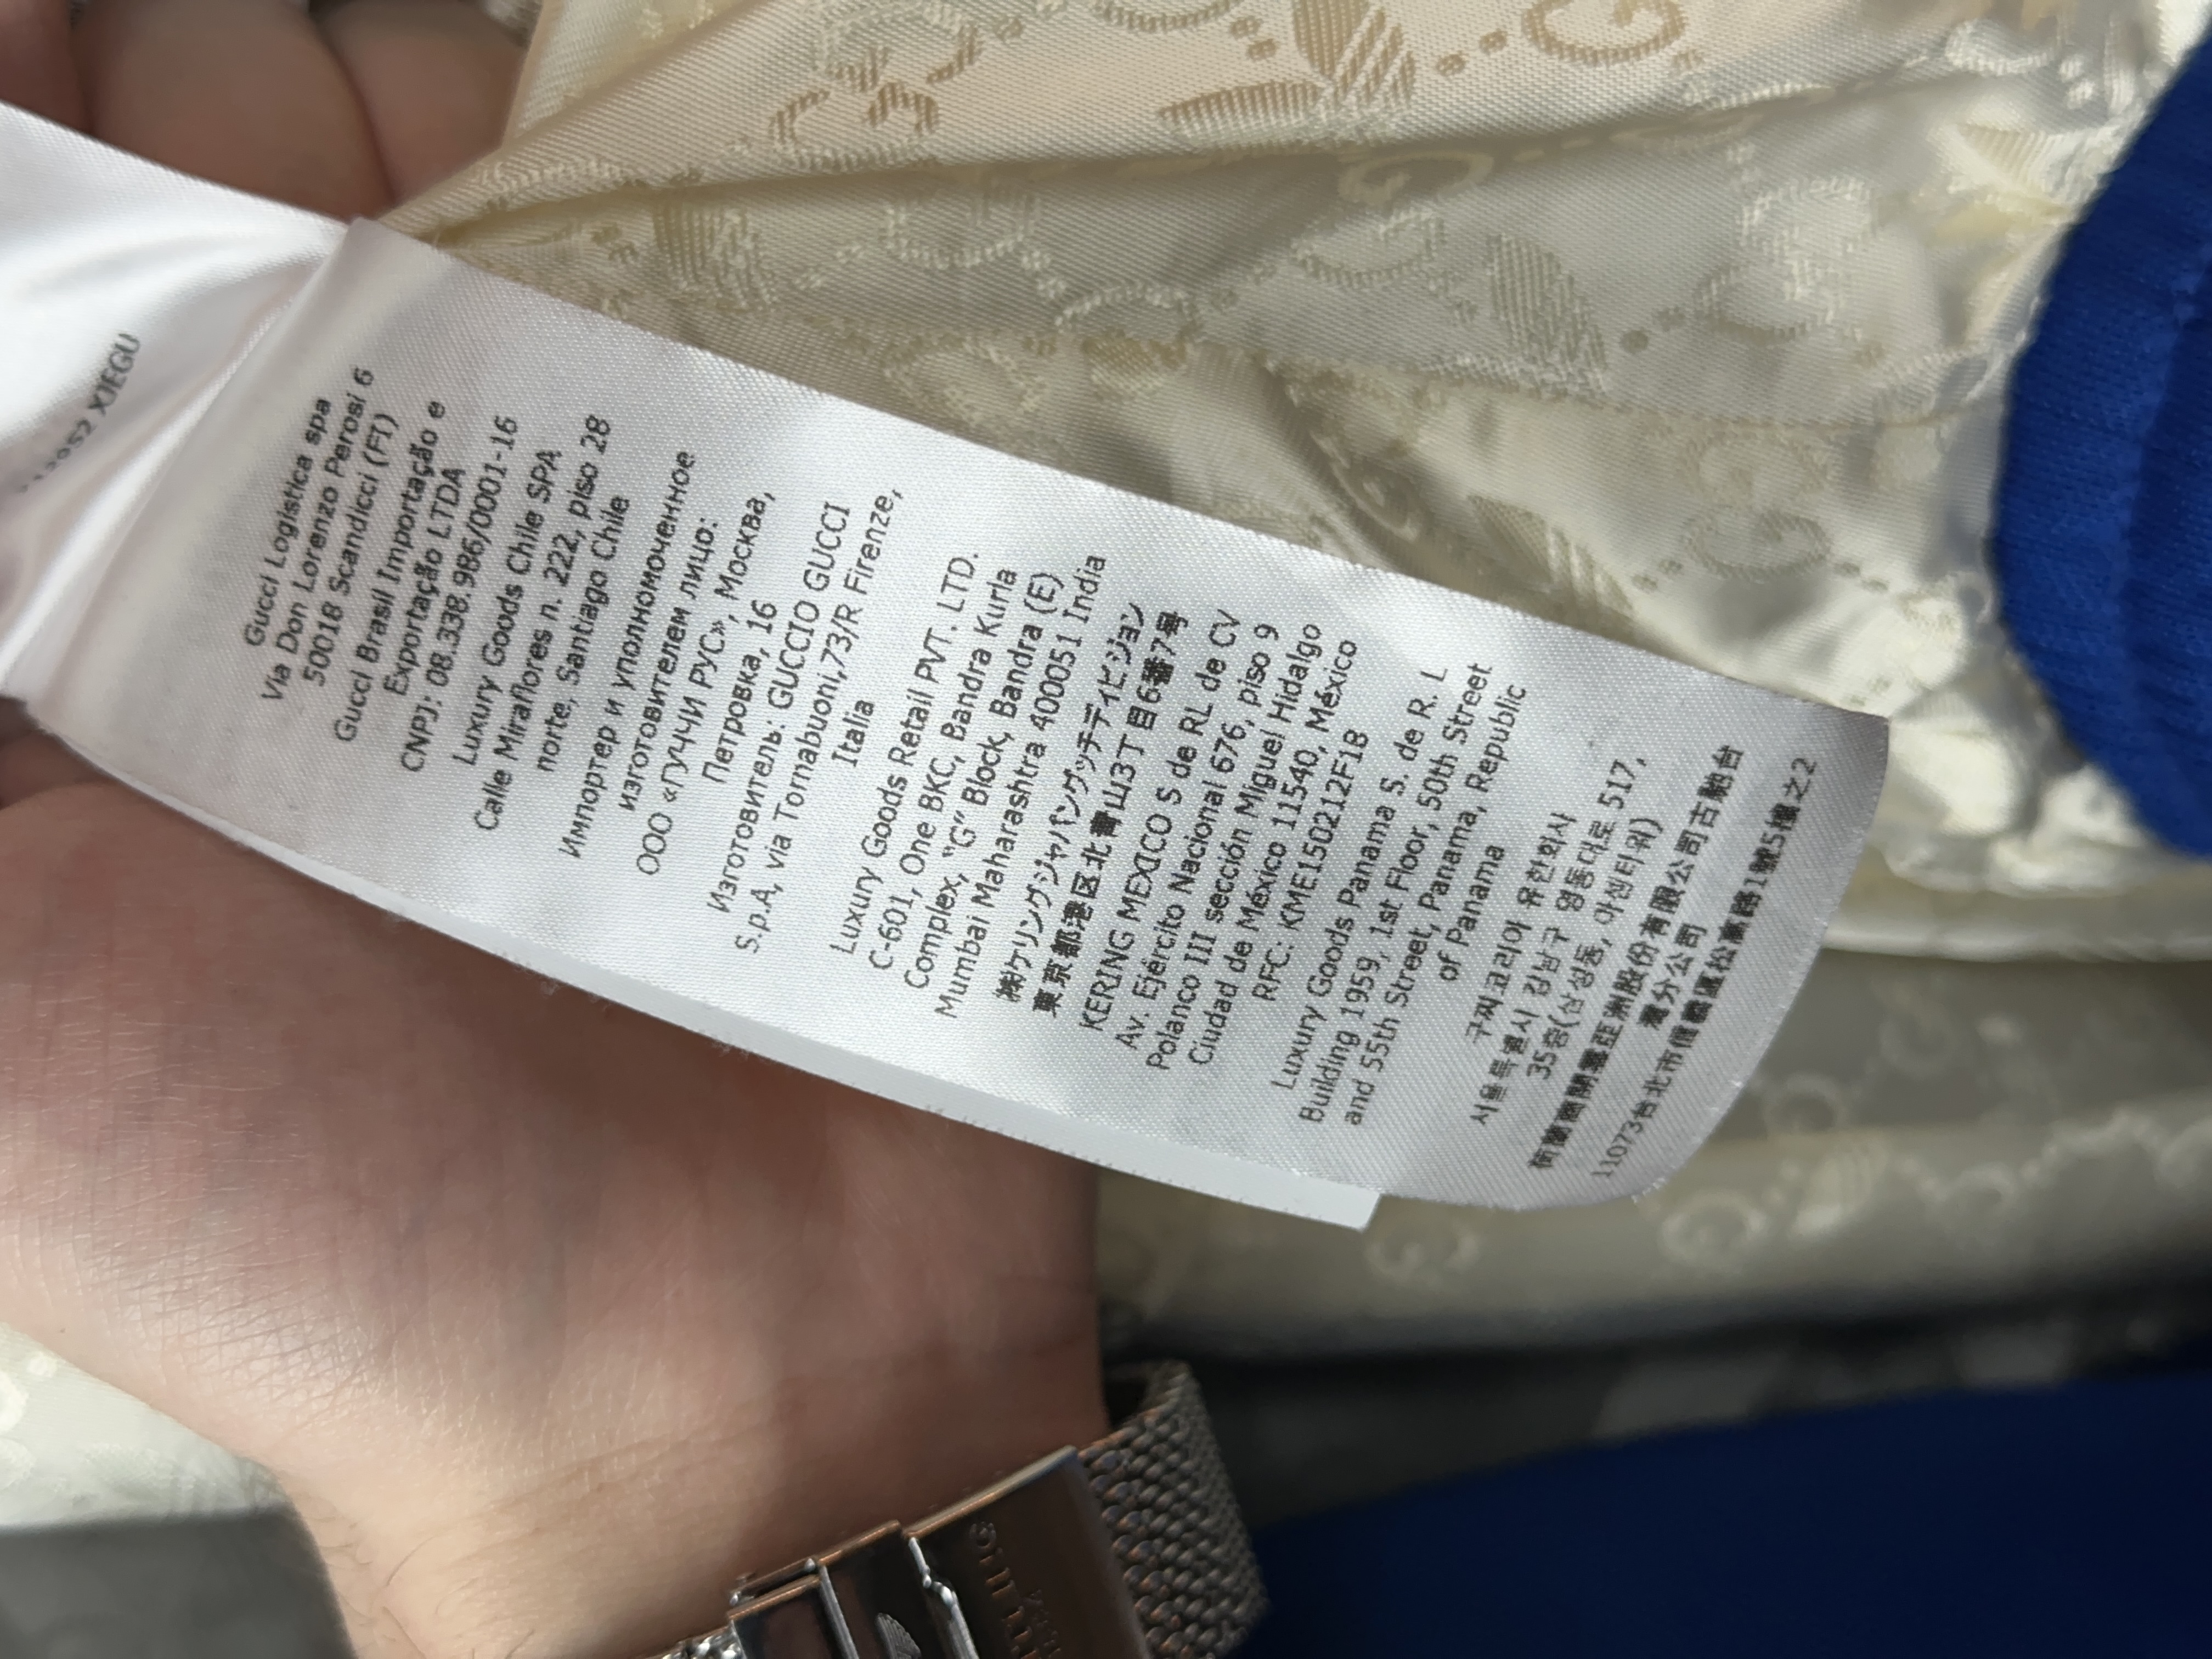 XJEGU
Gucci Logistica spa
Via Don Lorenzo Perosi 6
50018 Scandicci (FI)
Gucci Brasil Importação e
Exportação LTDA
CNPJ: 08.338.986/0001-16
Luxury Goods Chile SPA
Calle Miraflores n. 222, piso 28
norte, Santiago Chile
Импортер и уполномоченное
изготовителем лицо:
ООО «ГУЧЧИ РУС», Москва,
Петровка, 16
Изготовитель: GUCCIO GUCCI
S.p.A, via Tornabuoni,73/R Firenze,
Italia
Luxury Goods Retail PVT. LTD.
C-601, One BKC, Bandra Kurla
Complex, "G" Block, Bandra (E)
Mumbai Maharashtra 400051 India
㈱ケリングジャパングッチディビジョン
東京都港区北青山3丁目6番7号
KERING MEXICO S de RL de CV
Av. Ejército Nacional 676, piso 9
Polanco III sección Miguel Hidalgo
Ciudad de México 11540, México
RFC: KME150212F18
Luxury Goods Panama S. de R. L
Building 1959, 1st Floor, 50th Street
and 55th Street, Panama, Republic
of Panama
구찌코리아 유한회사
서울특별시 강남구 영동대로 517,
35층(삼성동, 아셈타워)
荷蘭商開雲亞洲股份有限公司古馳台
灣分公司
11073台北市信義區松高路1號5樓之2